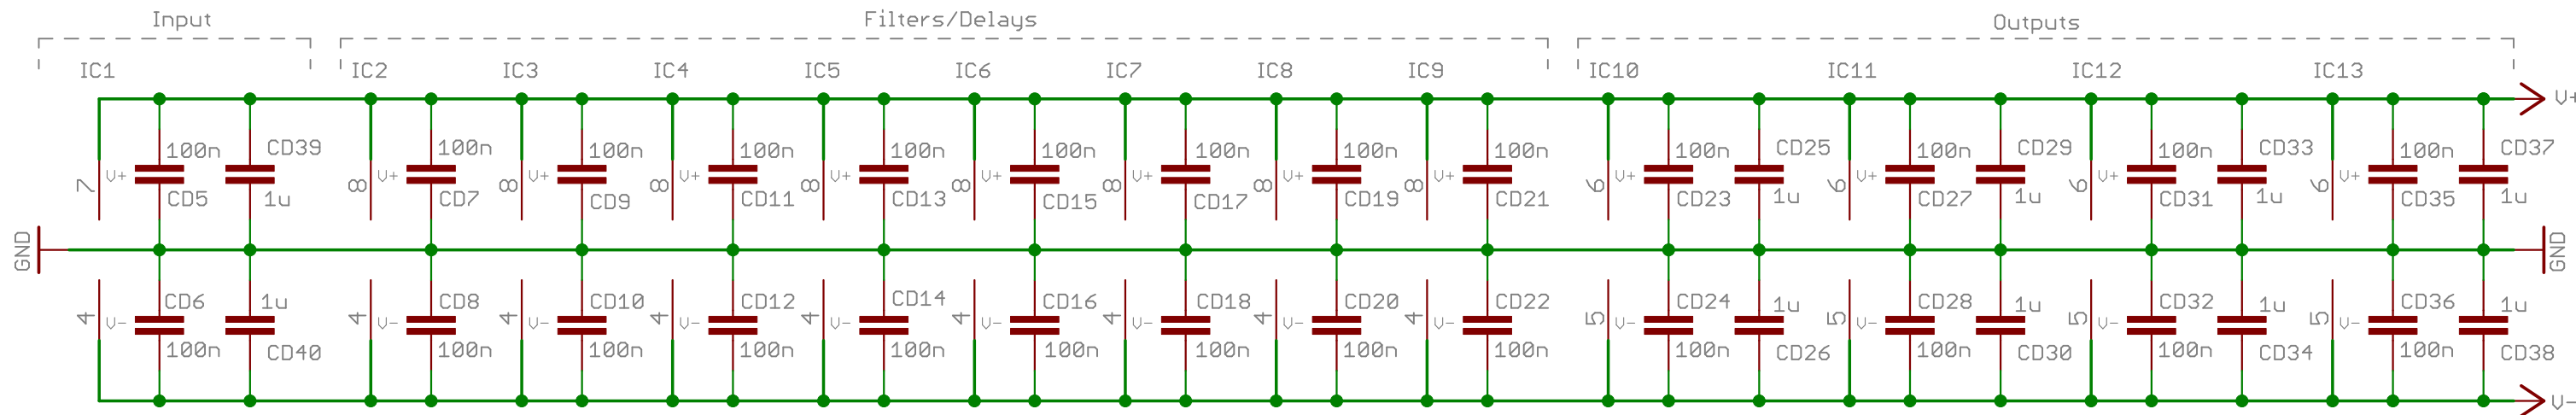 Input Filters/Delays Outputs
IC1 IC2 IC3 IC4 IC5 IC6 IC7 IC8 IC9 IC10 IC11 IC12 IC13
V+
100n CD39 100n 100n 100n 100n 100n 100n 100n 100n 100n CD25 100n CD29 100n CD33 100n CD37
7 V+ 8 V+ 8 V+ 8 V+ 8 V+ 8 V+ 8 V+ 8 V+ 8 V+ 6 V+ 6 V+ 6 V+ 6 V+
CD5 1u CD7 CD9 CD11 CD13 CD15 CD17 CD19 CD21 CD23 1u CD27 1u CD31 1u CD35 1u
GND GND
CD6 1u CD8 CD10 CD12 CD14 CD16 CD18 CD20 CD22 CD24 1u CD28 1u CD32 1u CD36 1u
4 V- 4 V- 4 V- 4 V- 4 V- 4 V- 4 V- 4 V- 4 V- 5 V- 5 V- 5 V- 5 V-
100n CD40 100n 100n 100n 100n 100n 100n 100n 100n 100n CD26 100n CD30 100n CD34 100n CD38
V-